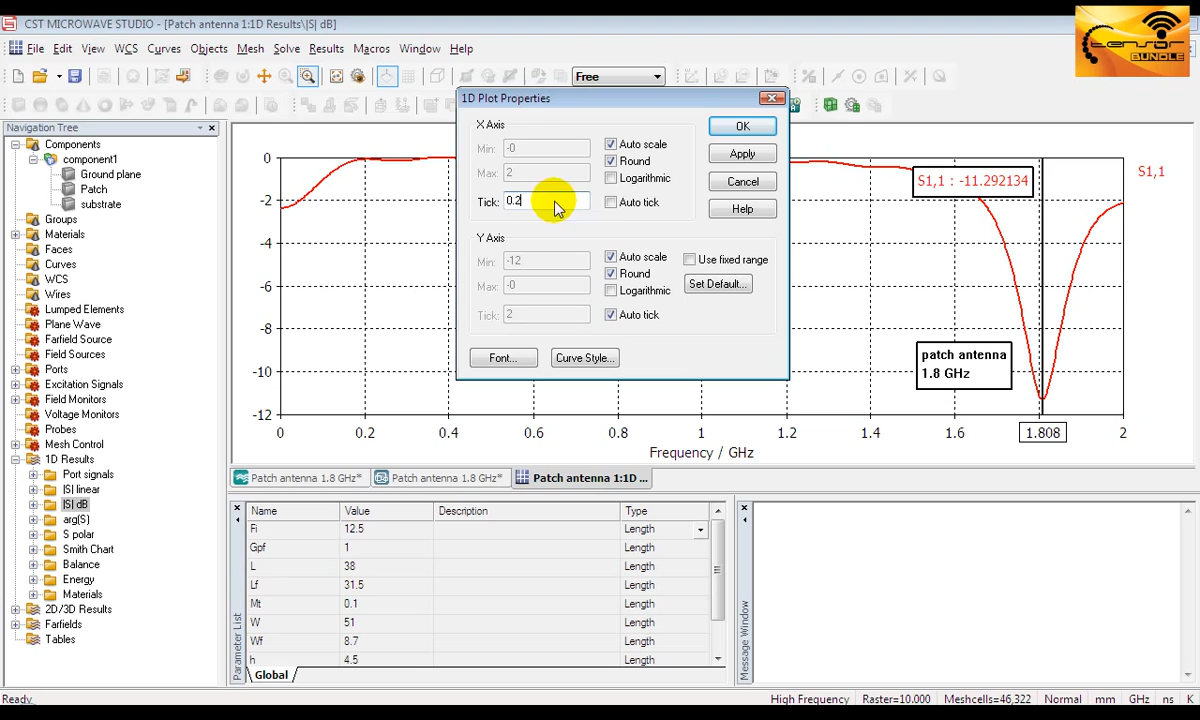 CST MICROWAVE STUDIO - [Patch antenna 1:1D Results\|S| dB]
File Edit View WCS Curves Objects Mesh Solve Results Macros Window Help
Free
Tensor
BUNDLE
Navigation Tree
Components
component1
Ground plane
Patch
substrate
Groups
Materials
Faces
Curves
WCS
Wires
Lumped Elements
Plane Wave
Farfield Source
Field Sources
Ports
Excitation Signals
Field Monitors
Voltage Monitors
Probes
Mesh Control
1D Results
Port signals
|S| linear
|S| dB
arg(S)
S polar
Smith Chart
Balance
Energy
Materials
2D/3D Results
Farfields
Tables
1D Plot Properties
X Axis
Min: -0
Max: 2
Tick: 0.2
Auto scale
Round
Logarithmic
Auto tick
OK
Apply
Cancel
Help
Y Axis
Min: -12
Max: -0
Tick: 2
Auto scale
Round
Logarithmic
Auto tick
Use fixed range
Set Default...
Font... Curve Style...
S1,1 : -11.292134
S1,1
patch antenna
1.8 GHz
0
-2
-4
-6
-8
-10
-12
0 0.2 0.4 0.6 0.8 1 1.2 1.4 1.6 1.808 2
Frequency / GHz
Patch antenna 1.8 GHz* Patch antenna 1.8 GHz* Patch antenna 1:1D ...
Parameter List
Name Value Description Type
Fi 12.5 Length
Gpf 1 Length
L 38 Length
Lf 31.5 Length
Mt 0.1 Length
W 51 Length
Wf 8.7 Length
h 4.5 Length
Global
Message Window
Ready High Frequency Raster=10.000 Meshcells=46,322 Normal mm GHz ns K